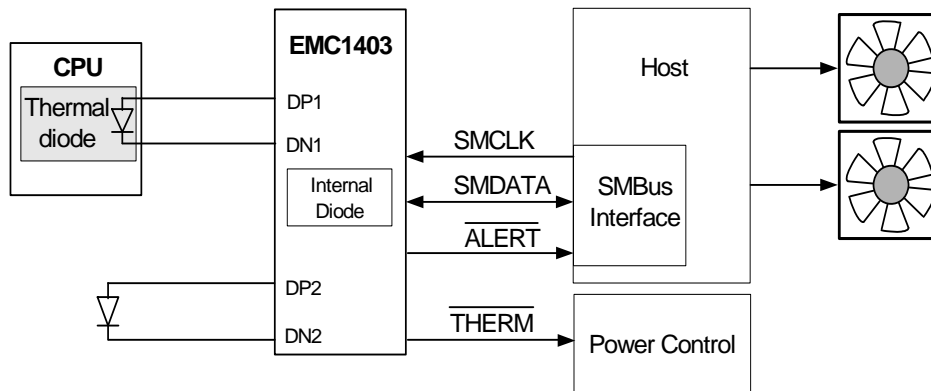 CPU
Thermal
diode
EMC1403
DP1
DN1
Internal
Diode
DP2
DN2
SMCLK
SMDATA
ALERT
THERM
Host
SMBus
Interface
Power Control